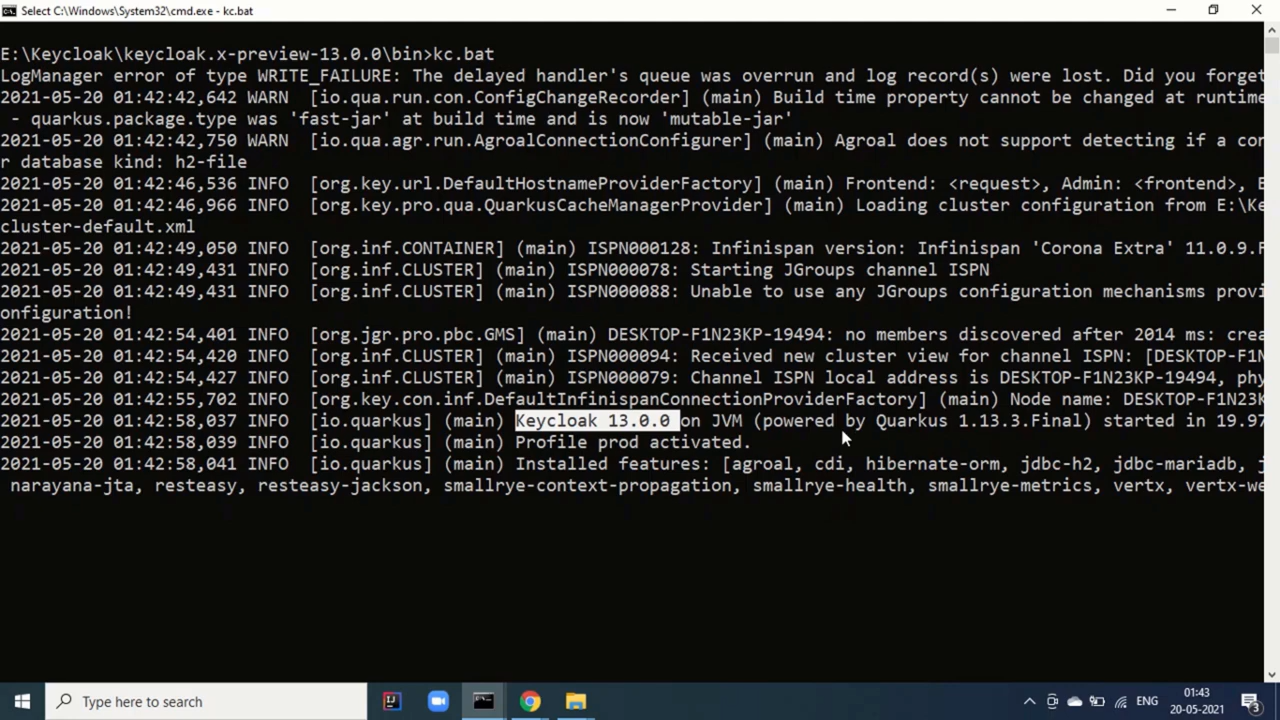 Select C:\Windows\System32\cmd.exe - kc.bat
E:\Keycloak\keycloak.x-preview-13.0.0\bin>kc.bat
LogManager error of type WRITE_FAILURE: The delayed handler's queue was overrun and log record(s) were lost. Did you forget
2021-05-20 01:42:42,642 WARN [io.qua.run.con.ConfigChangeRecorder] (main) Build time property cannot be changed at runtime
- quarkus.package.type was 'fast-jar' at build time and is now 'mutable-jar'
2021-05-20 01:42:42,750 WARN [io.qua.agr.run.AgroalConnectionConfigurer] (main) Agroal does not support detecting if a con
r database kind: h2-file
2021-05-20 01:42:46,536 INFO [org.key.url.DefaultHostnameProviderFactory] (main) Frontend: <request>, Admin: <frontend>, E
2021-05-20 01:42:46,966 INFO [org.key.pro.qua.QuarkusCacheManagerProvider] (main) Loading cluster configuration from E:\Ke
cluster-default.xml
2021-05-20 01:42:49,050 INFO [org.inf.CONTAINER] (main) ISPN000128: Infinispan version: Infinispan 'Corona Extra' 11.0.9.F
2021-05-20 01:42:49,431 INFO [org.inf.CLUSTER] (main) ISPN000078: Starting JGroups channel ISPN
2021-05-20 01:42:49,431 INFO [org.inf.CLUSTER] (main) ISPN000088: Unable to use any JGroups configuration mechanisms provi
onfiguration!
2021-05-20 01:42:54,401 INFO [org.jgr.pro.pbc.GMS] (main) DESKTOP-F1N23KP-19494: no members discovered after 2014 ms: crea
2021-05-20 01:42:54,420 INFO [org.inf.CLUSTER] (main) ISPN000094: Received new cluster view for channel ISPN: [DESKTOP-F1N
2021-05-20 01:42:54,427 INFO [org.inf.CLUSTER] (main) ISPN000079: Channel ISPN local address is DESKTOP-F1N23KP-19494, phy
2021-05-20 01:42:55,702 INFO [org.key.con.inf.DefaultInfinispanConnectionProviderFactory] (main) Node name: DESKTOP-F1N23K
2021-05-20 01:42:58,037 INFO [io.quarkus] (main) Keycloak 13.0.0 on JVM (powered by Quarkus 1.13.3.Final) started in 19.97
2021-05-20 01:42:58,039 INFO [io.quarkus] (main) Profile prod activated.
2021-05-20 01:42:58,041 INFO [io.quarkus] (main) Installed features: [agroal, cdi, hibernate-orm, jdbc-h2, jdbc-mariadb, j
narayana-jta, resteasy, resteasy-jackson, smallrye-context-propagation, smallrye-health, smallrye-metrics, vertx, vertx-we
Type here to search
ENG
01:43
20-05-2021
3